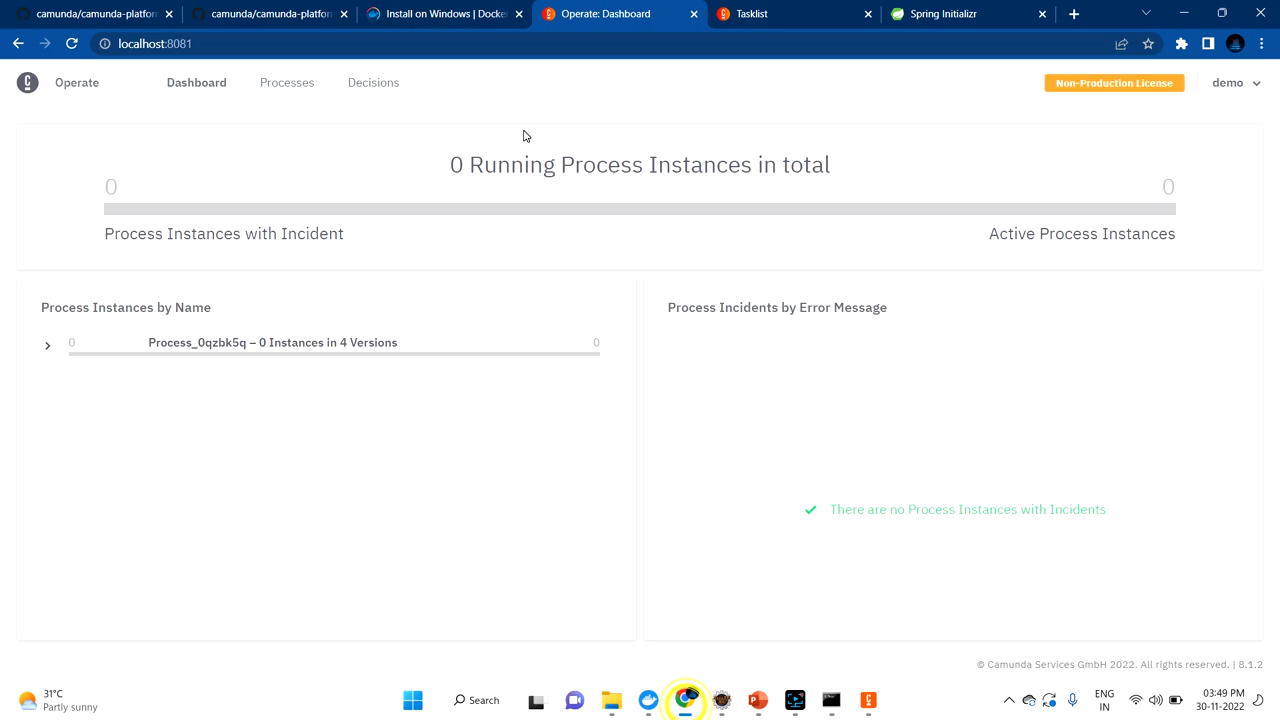 camunda/camunda-platfor
camunda/camunda-platfor
Install on Windows | Docke
Operate: Dashboard
Tasklist
Spring Initializr
localhost:8081
Operate
Dashboard
Processes
Decisions
Non-Production License
demo
0 Running Process Instances in total
0
0
Process Instances with Incident
Active Process Instances
Process Instances by Name
0
Process_0qzbk5q – 0 Instances in 4 Versions
0
Process Incidents by Error Message
There are no Process Instances with Incidents
© Camunda Services GmbH 2022. All rights reserved. | 8.1.2
31°C
Partly sunny
Search
ENG
IN
03:49 PM
30-11-2022